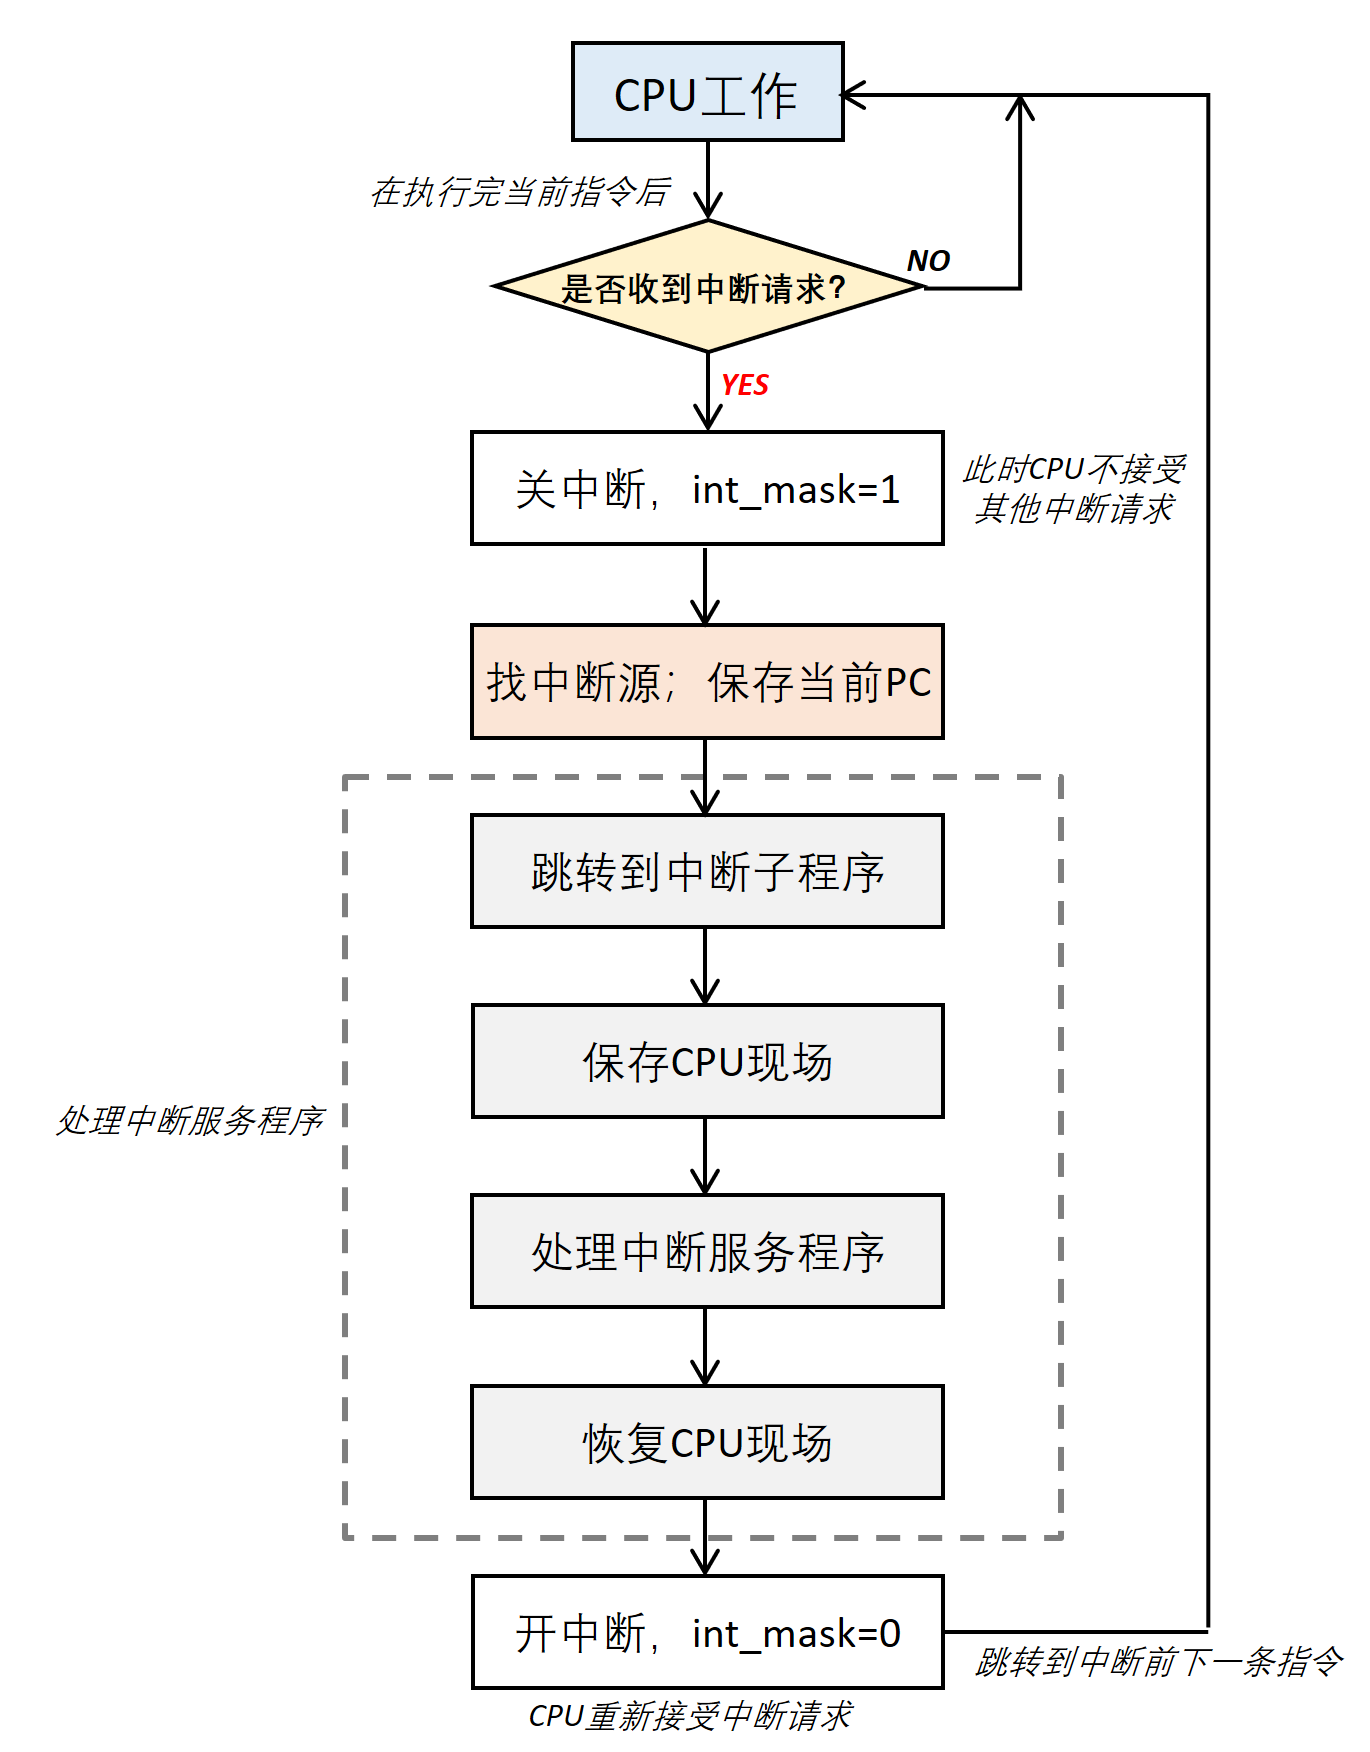 CPU工作
在执行完当前指令后
是否收到中断请求?
NO
YES
关中断，int_mask=1
此时CPU不接受
其他中断请求
找中断源；保存当前PC
跳转到中断子程序
保存CPU现场
处理中断服务程序
处理中断服务程序
恢复CPU现场
开中断，int_mask=0
跳转到中断前下一条指令
CPU重新接受中断请求